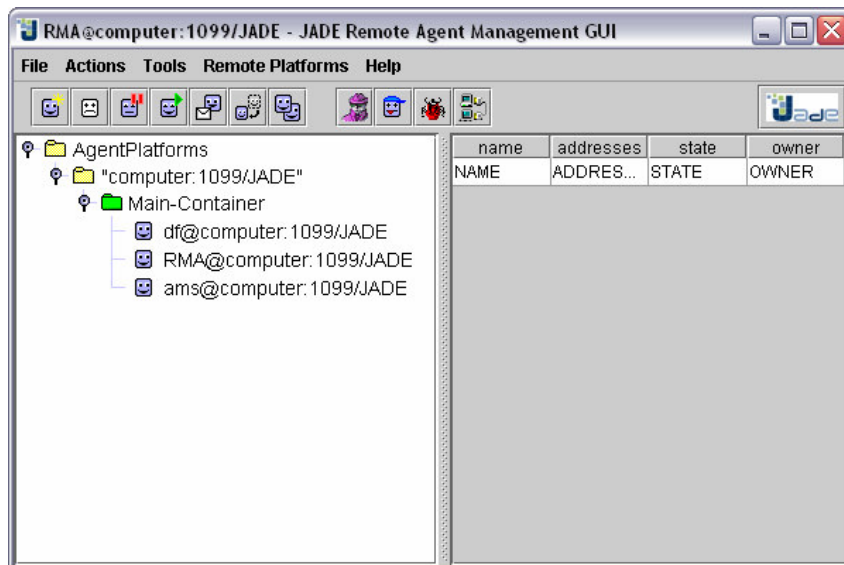 RMA@computer:1099/JADE - JADE Remote Agent Management GUI
File Actions Tools Remote Platforms Help
Jade
AgentPlatforms
"computer:1099/JADE"
Main-Container
df@computer:1099/JADE
RMA@computer:1099/JADE
ams@computer:1099/JADE
name addresses state owner
NAME ADDRES... STATE OWNER